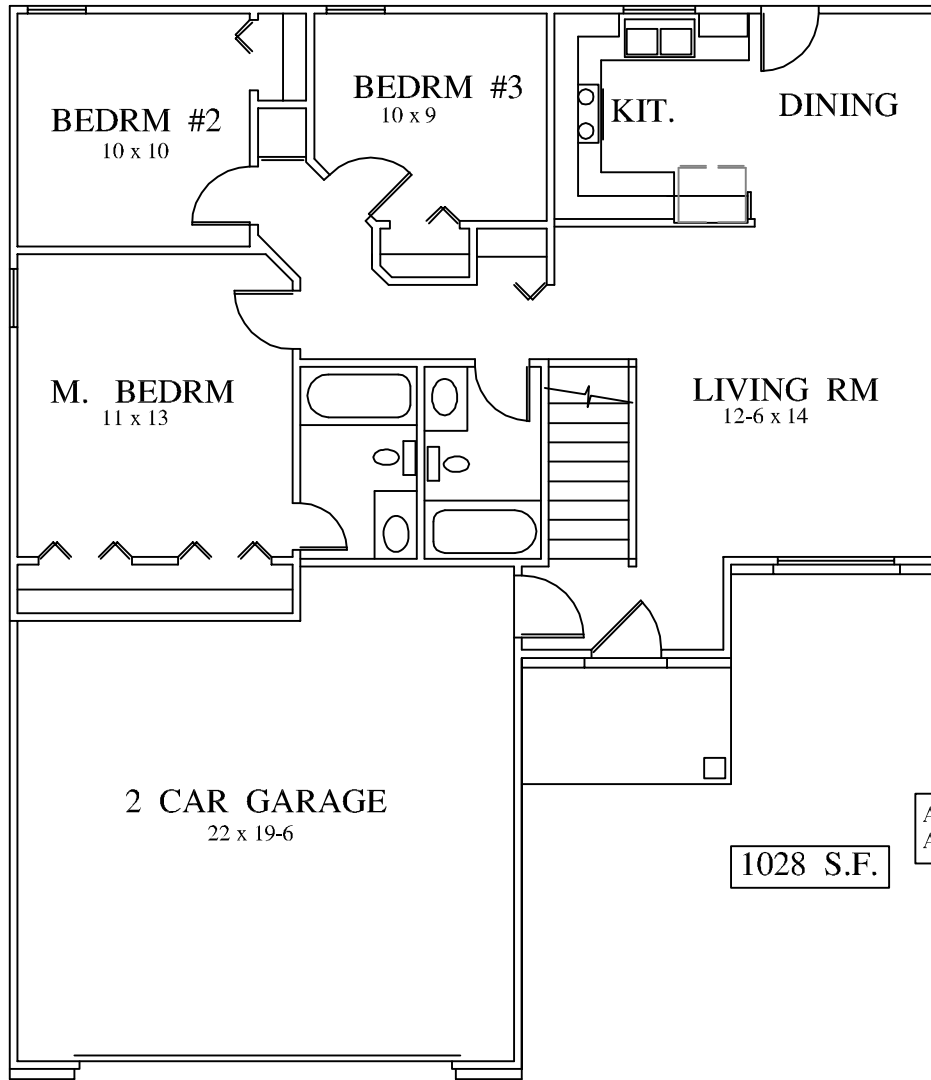 BEDRM #2
10 x 10
BEDRM #3
10 x 9
KIT.
DINING
M. BEDRM
11 x 13
LIVING RM
12-6 x 14
2 CAR GARAGE
22 x 19-6
1028 S.F.